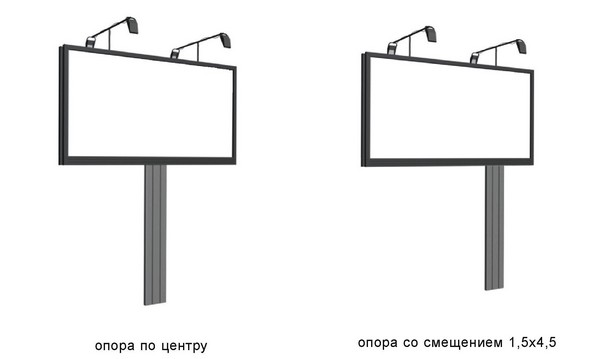 опора по центру
опора со смещением 1,5х4,5